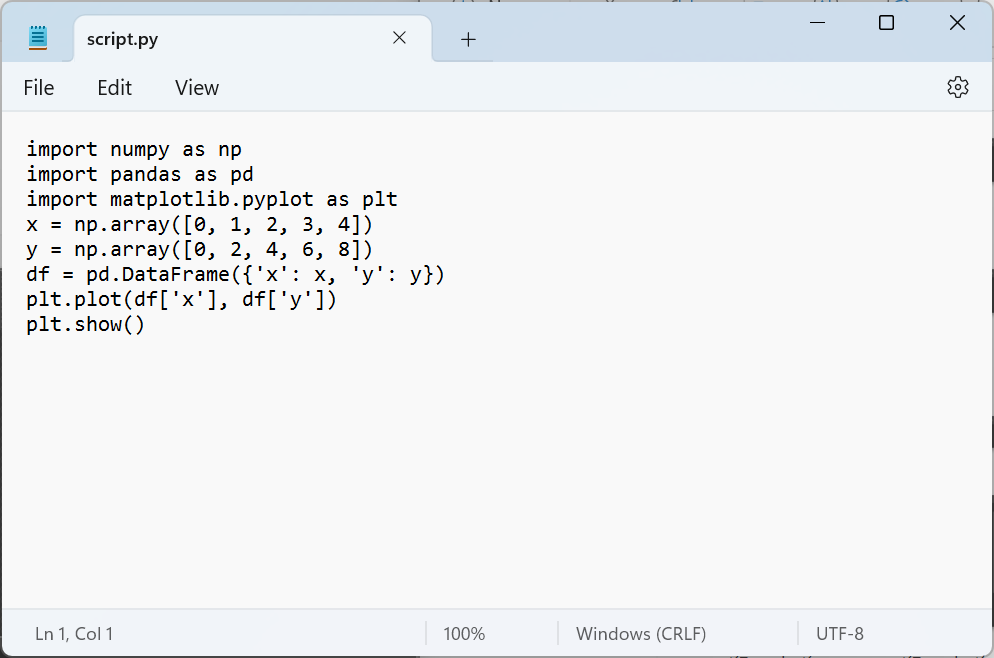 script.py
File Edit View
import numpy as np
import pandas as pd
import matplotlib.pyplot as plt
x = np.array([0, 1, 2, 3, 4])
y = np.array([0, 2, 4, 6, 8])
df = pd.DataFrame({'x': x, 'y': y})
plt.plot(df['x'], df['y'])
plt.show()
Ln 1, Col 1 100% Windows (CRLF) UTF-8